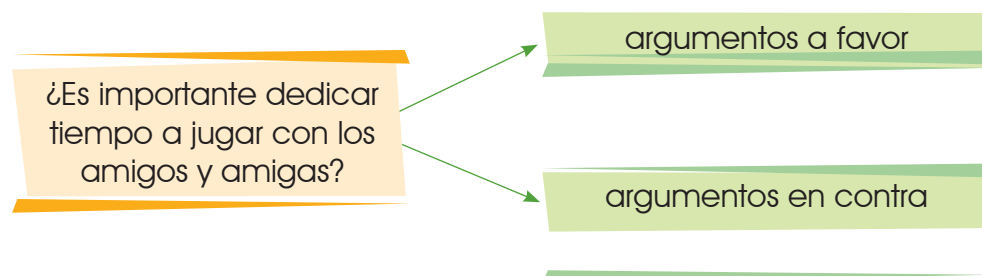 ¿Es importante dedicar
tiempo a jugar con los
amigos y amigas?
argumentos a favor
argumentos en contra